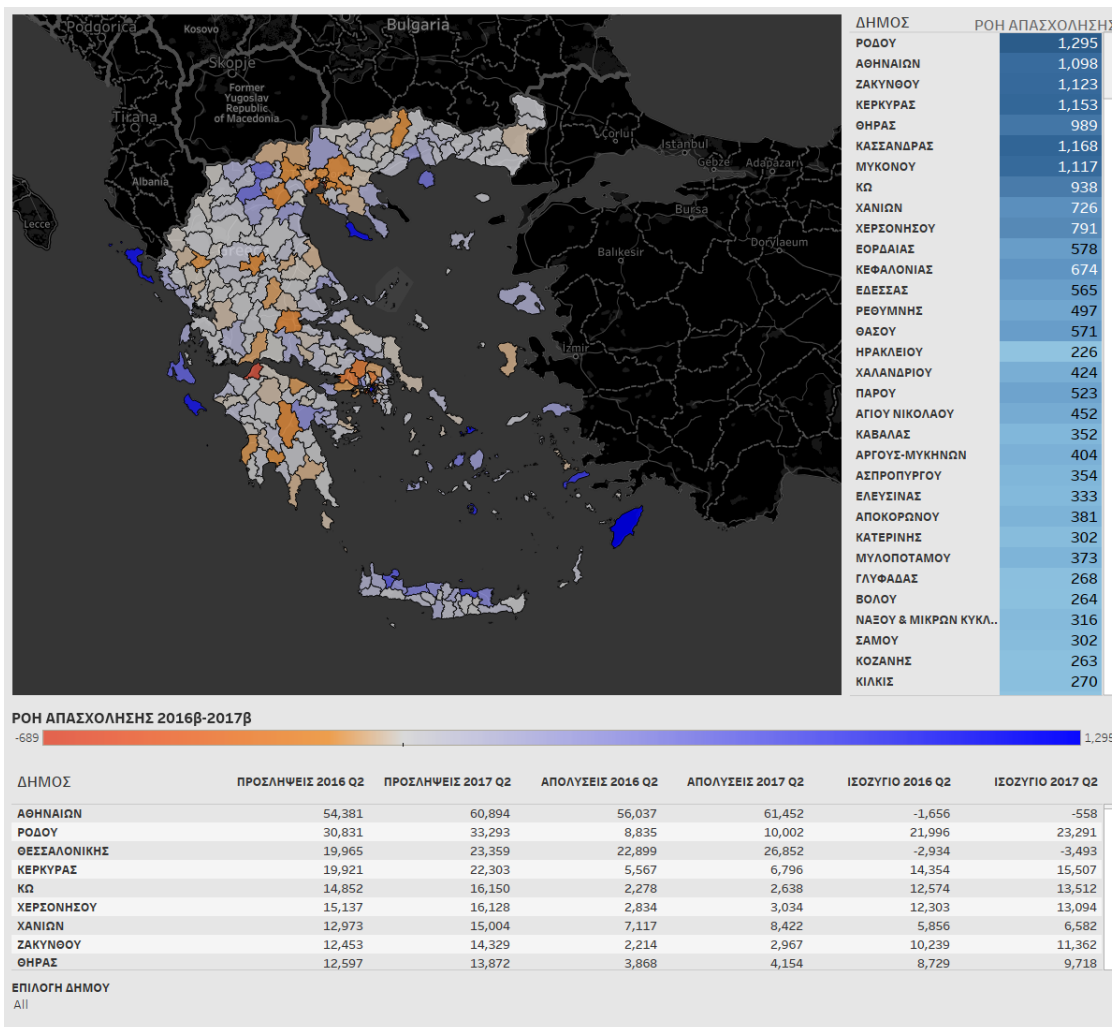 Podgorica
Kosovo
Bulgaria
Skopje
Former
Yugoslav
Republic
of Macedonia
Tirana
Albania
Lecce
Çorlu
Istanbul
Gebze
Adapazarı
Bursa
Balıkesir
Dorylaeum
İzmir
ΔΗΜΟΣ ΡΟΗ ΑΠΑΣΧΟΛΗΣΗΣ
ΡΟΔΟΥ 1,295
ΑΘΗΝΑΙΩΝ 1,098
ΖΑΚΥΝΘΟΥ 1,123
ΚΕΡΚΥΡΑΣ 1,153
ΘΗΡΑΣ 989
ΚΑΣΣΑΝΔΡΑΣ 1,168
ΜΥΚΟΝΟΥ 1,117
ΚΩ 938
ΧΑΝΙΩΝ 726
ΧΕΡΣΟΝΗΣΟΥ 791
ΕΟΡΔΑΙΑΣ 578
ΚΕΦΑΛΟΝΙΑΣ 674
ΕΔΕΣΣΑΣ 565
ΡΕΘΥΜΝΗΣ 497
ΘΑΣΟΥ 571
ΗΡΑΚΛΕΙΟΥ 226
ΧΑΛΑΝΔΡΙΟΥ 424
ΠΑΡΟΥ 523
ΑΓΙΟΥ ΝΙΚΟΛΑΟΥ 452
ΚΑΒΑΛΑΣ 352
ΑΡΓΟΥΣ-ΜΥΚΗΝΩΝ 404
ΑΣΠΡΟΠΥΡΓΟΥ 354
ΕΛΕΥΣΙΝΑΣ 333
ΑΠΟΚΟΡΩΝΟΥ 381
ΚΑΤΕΡΙΝΗΣ 302
ΜΥΛΟΠΟΤΑΜΟΥ 373
ΓΛΥΦΑΔΑΣ 268
ΒΟΛΟΥ 264
ΝΑΞΟΥ & ΜΙΚΡΩΝ ΚΥΚΛ.. 316
ΣΑΜΟΥ 302
ΚΟΖΑΝΗΣ 263
ΚΙΛΚΙΣ 270
ΡΟΗ ΑΠΑΣΧΟΛΗΣΗΣ 2016β-2017β
-689 1,295
ΔΗΜΟΣ ΠΡΟΣΛΗΨΕΙΣ 2016 Q2 ΠΡΟΣΛΗΨΕΙΣ 2017 Q2 ΑΠΟΛΥΣΕΙΣ 2016 Q2 ΑΠΟΛΥΣΕΙΣ 2017 Q2 ΙΣΟΖΥΓΙΟ 2016 Q2 ΙΣΟΖΥΓΙΟ 2017 Q2
ΑΘΗΝΑΙΩΝ 54,381 60,894 56,037 61,452 -1,656 -558
ΡΟΔΟΥ 30,831 33,293 8,835 10,002 21,996 23,291
ΘΕΣΣΑΛΟΝΙΚΗΣ 19,965 23,359 22,899 26,852 -2,934 -3,493
ΚΕΡΚΥΡΑΣ 19,921 22,303 5,567 6,796 14,354 15,507
ΚΩ 14,852 16,150 2,278 2,638 12,574 13,512
ΧΕΡΣΟΝΗΣΟΥ 15,137 16,128 2,834 3,034 12,303 13,094
ΧΑΝΙΩΝ 12,973 15,004 7,117 8,422 5,856 6,582
ΖΑΚΥΝΘΟΥ 12,453 14,329 2,214 2,967 10,239 11,362
ΘΗΡΑΣ 12,597 13,872 3,868 4,154 8,729 9,718
ΕΠΙΛΟΓΗ ΔΗΜΟΥ
All